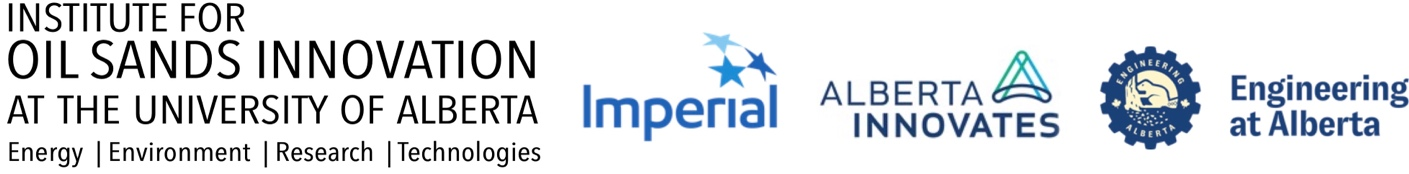 INSTITUTE FOR
OIL SANDS INNOVATION
AT THE UNIVERSITY OF ALBERTA
Energy | Environment | Research | Technologies
Imperial
ALBERTA
INNOVATES
ENGINEERING
ALBERTA
Engineering
at Alberta